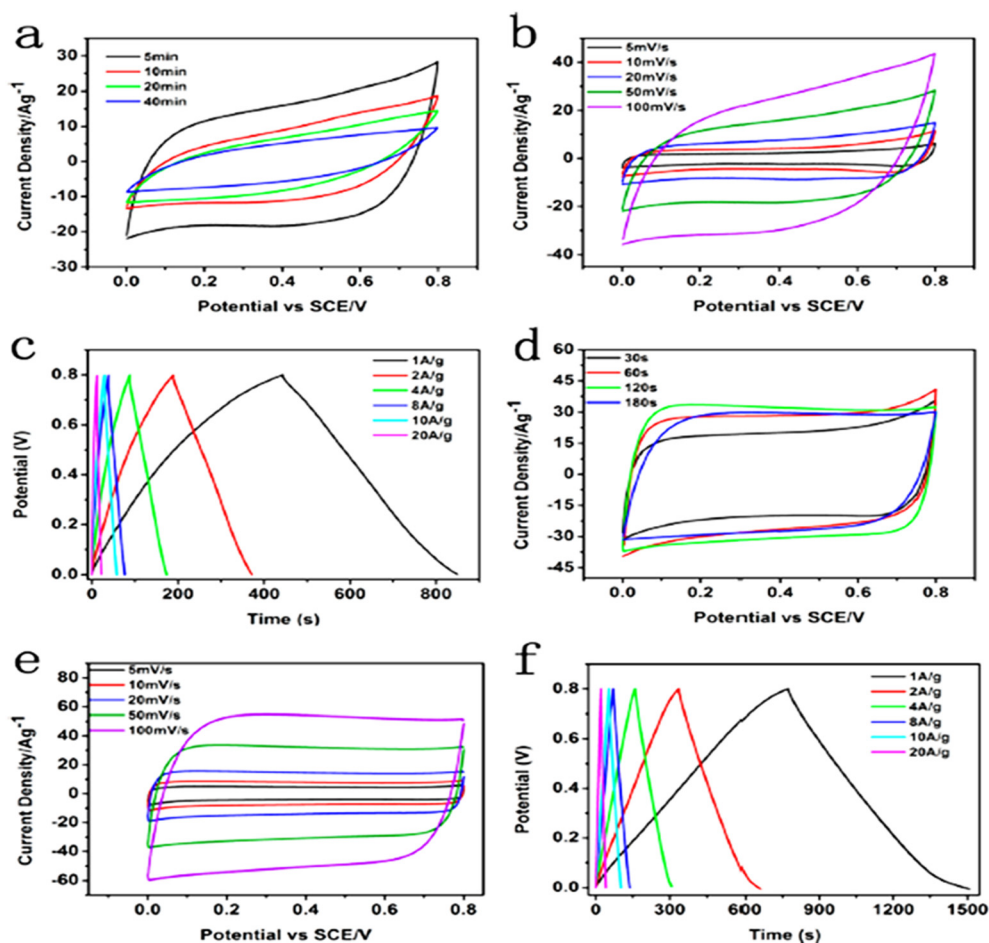 a
5min
10min
20min
40min
30
20
10
0
-10
-20
-30
0.0 0.2 0.4 0.6 0.8
Current Density/Ag-1
Potential vs SCE/V
b
5mV/s
10mV/s
20mV/s
50mV/s
100mV/s
40
20
0
-20
-40
0.0 0.2 0.4 0.6 0.8
Current Density/Ag-1
Potential vs SCE/V
c
1A/g
2A/g
4A/g
8A/g
10A/g
20A/g
0.8
0.6
0.4
0.2
0.0
0 200 400 600 800
Potential (V)
Time (s)
d
30s
60s
120s
180s
60
45
30
15
0
-15
-30
-45
0.0 0.2 0.4 0.6 0.8
Current Density/Ag-1
Potential vs SCE/V
e
5mV/s
10mV/s
20mV/s
50mV/s
100mV/s
80
60
40
20
0
-20
-40
-60
0.0 0.2 0.4 0.6 0.8
Current Density/Ag-1
Potential vs SCE/V
f
1A/g
2A/g
4A/g
8A/g
10A/g
20A/g
0.8
0.6
0.4
0.2
0.0
0 300 600 900 1200 1500
Potential (V)
Time (s)